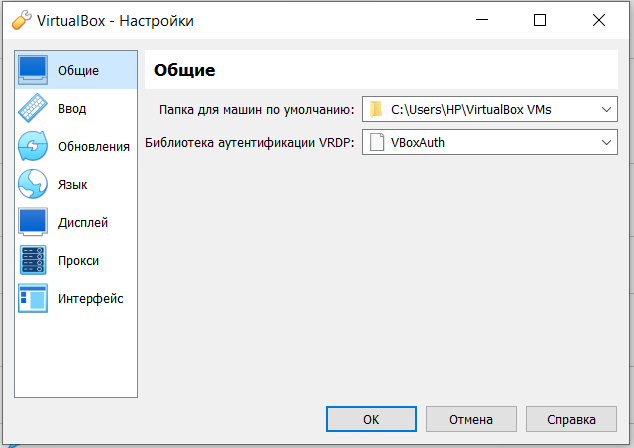 VirtualBox - Настройки
Общие
Ввод
Обновления
Язык
Дисплей
Прокси
Интерфейс
Общие
Папка для машин по умолчанию: C:\Users\HP\VirtualBox VMs
Библиотека аутентификации VRDP: VBoxAuth
OK Отмена Справка